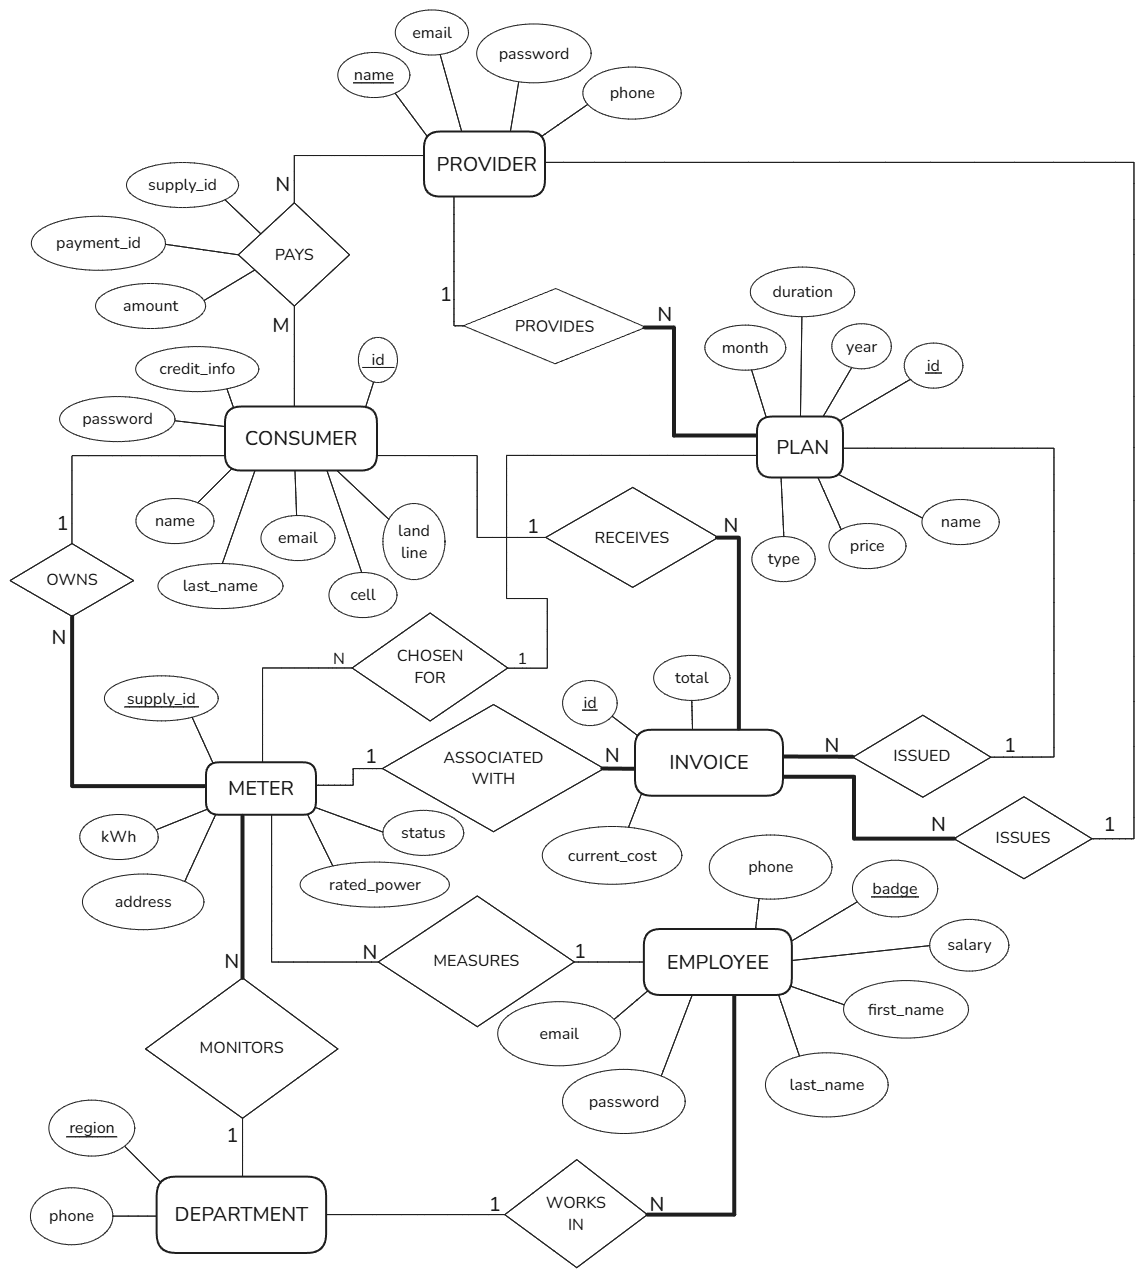 email
password
name
phone
PROVIDER
supply_id
N
payment_id
PAYS
amount
M
1
PROVIDES
N
duration
month
year
id
credit_info
id
password
CONSUMER
PLAN
name
last_name
email
cell
land
line
1
RECEIVES
N
type
price
name
1
OWNS
N
N
CHOSEN
FOR
1
supply_id
id
total
METER
1
ASSOCIATED
WITH
N
INVOICE
N
ISSUED
1
kWh
status
address
rated_power
current_cost
N
ISSUES
1
phone
badge
N
MEASURES
1
EMPLOYEE
salary
first_name
email
password
last_name
N
MONITORS
1
region
phone
DEPARTMENT
1
WORKS
IN
N